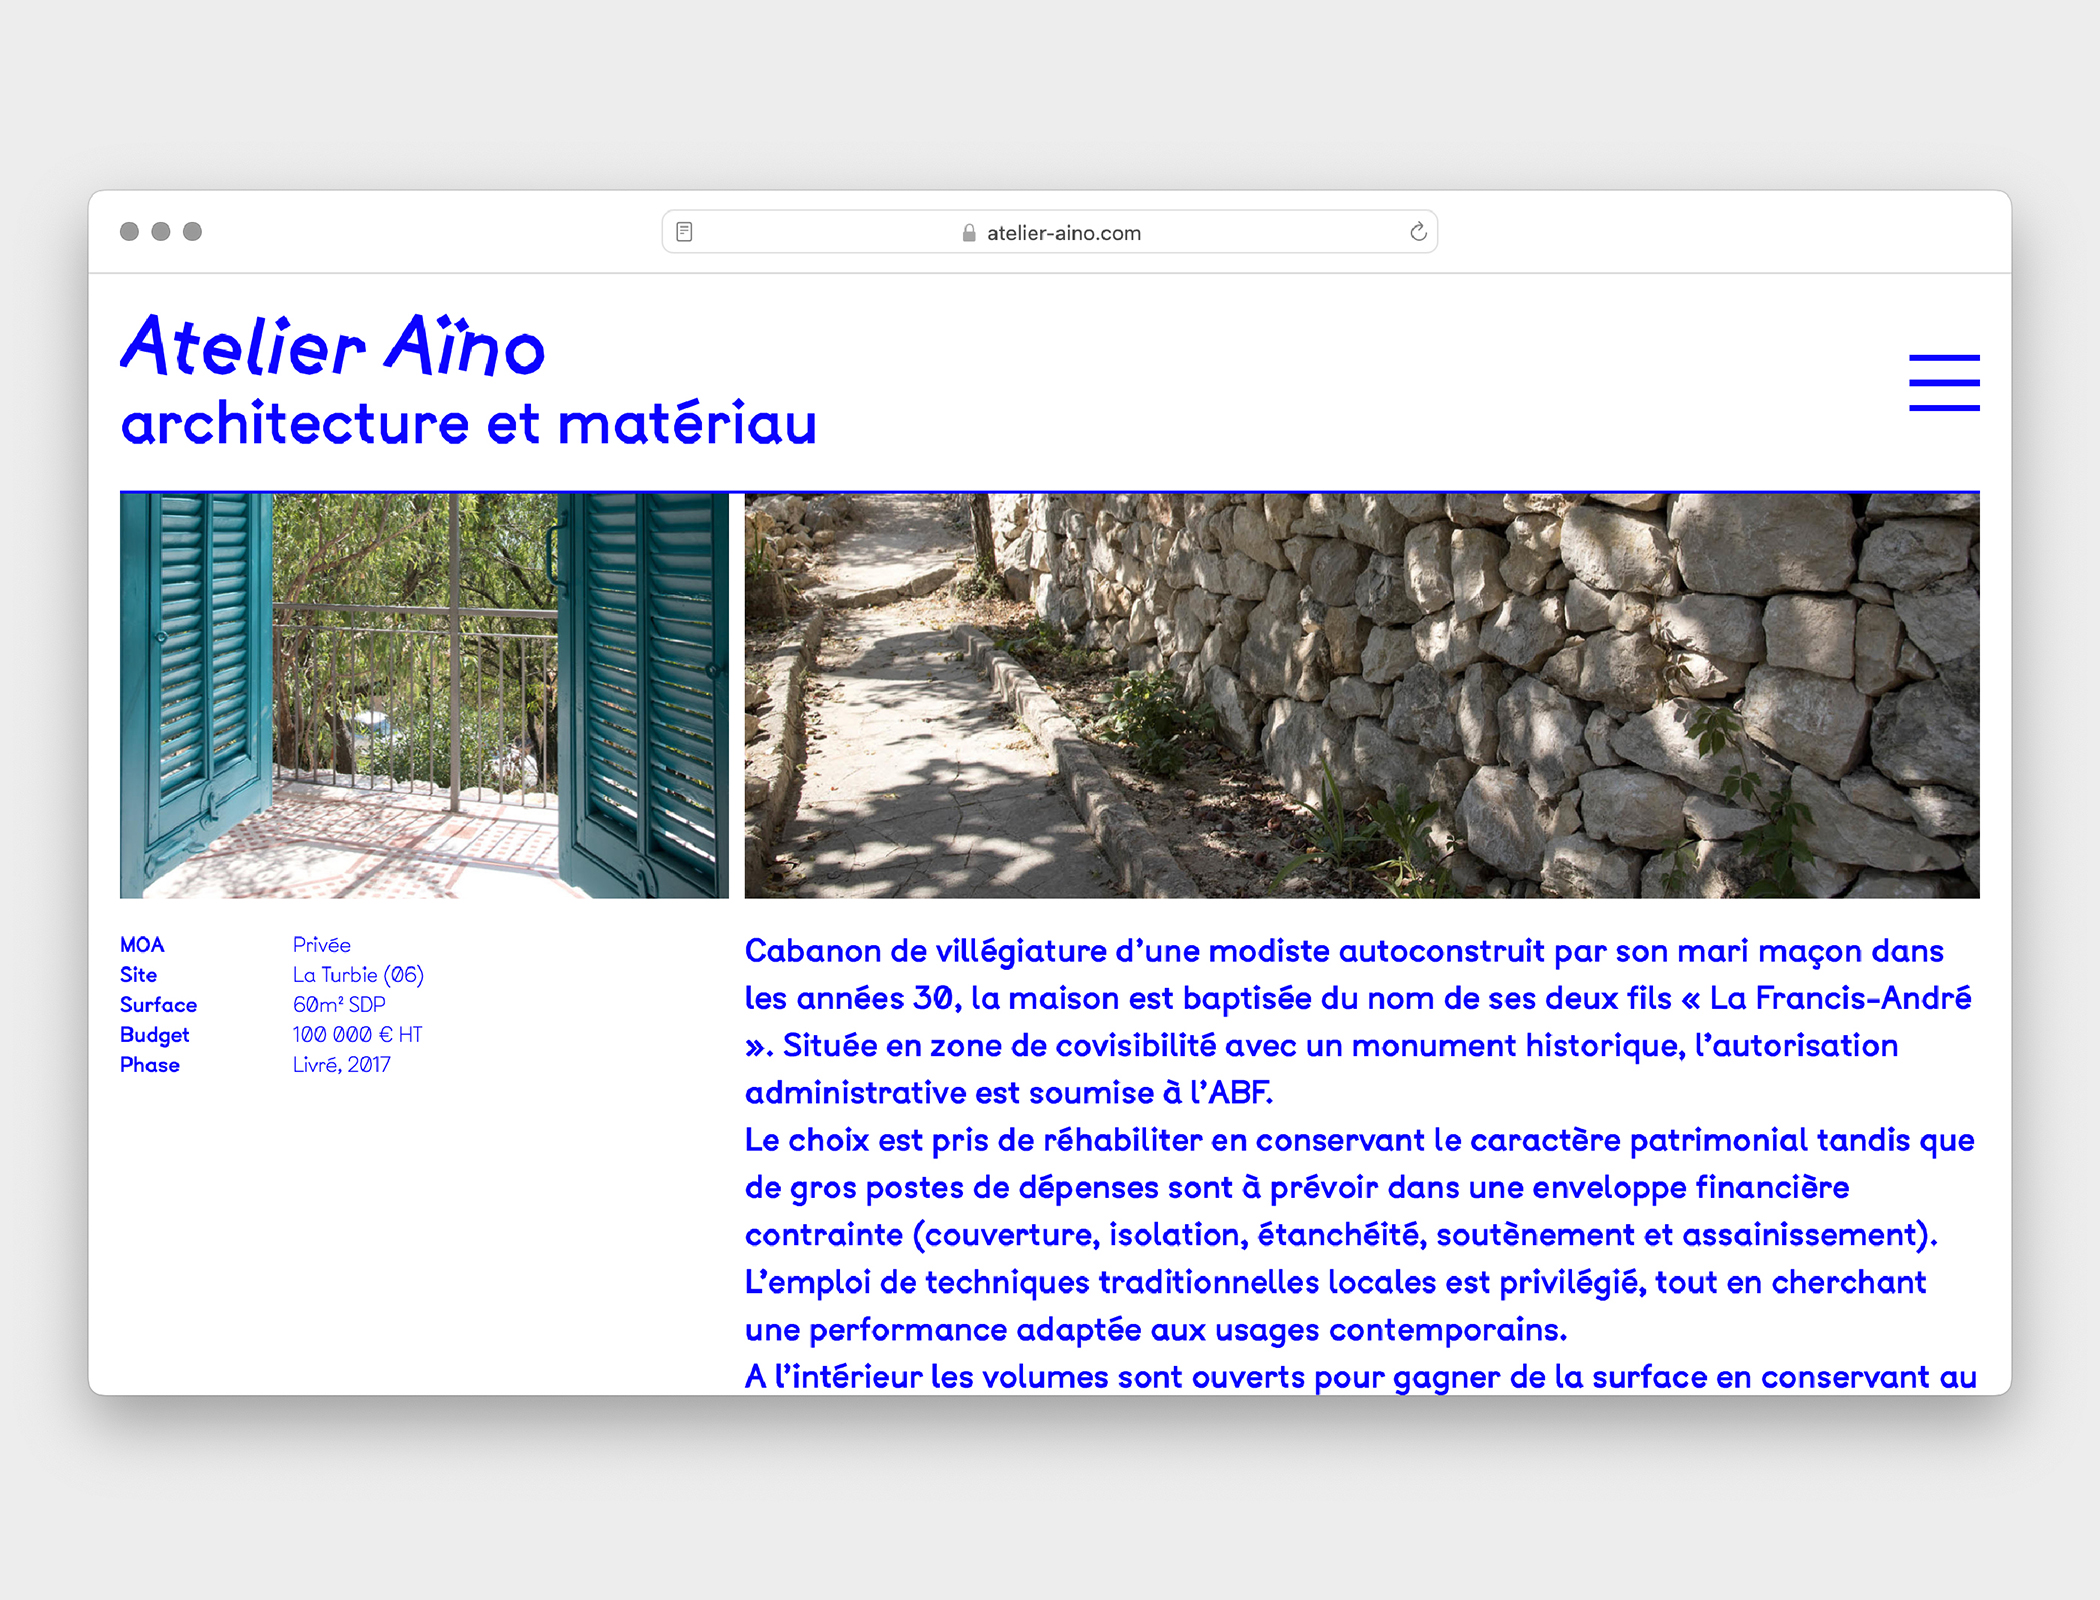 atelier-aino.com
Atelier Aïno
architecture et matériau
MOA Privée
Site La Turbie (06)
Surface 60m² SDP
Budget 100 000 € HT
Phase Livré, 2017
Cabanon de villégiature d’une modiste autoconstruit par son mari maçon dans
les années 30, la maison est baptisée du nom de ses deux fils « La Francis-André
». Située en zone de covisibilité avec un monument historique, l’autorisation
administrative est soumise à l’ABF.
Le choix est pris de réhabiliter en conservant le caractère patrimonial tandis que
de gros postes de dépenses sont à prévoir dans une enveloppe financière
contrainte (couverture, isolation, étanchéité, soutènement et assainissement).
L’emploi de techniques traditionnelles locales est privilégié, tout en cherchant
une performance adaptée aux usages contemporains.
A l’intérieur les volumes sont ouverts pour gagner de la surface en conservant au